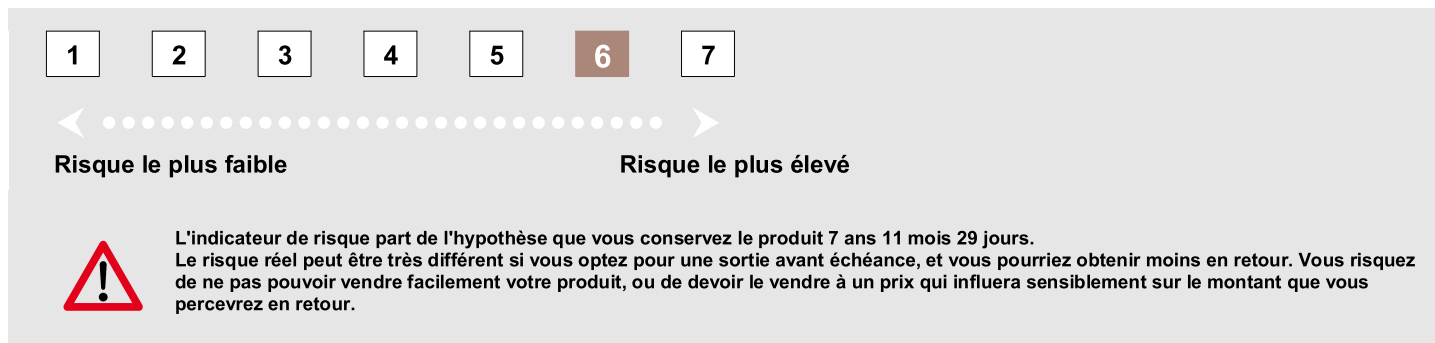 1 2 3 4 5 6 7
Risque le plus faible Risque le plus élevé
L'indicateur de risque part de l'hypothèse que vous conservez le produit 7 ans 11 mois 29 jours.
Le risque réel peut être très différent si vous optez pour une sortie avant échéance, et vous pourriez obtenir moins en retour. Vous risquez
de ne pas pouvoir vendre facilement votre produit, ou de devoir le vendre à un prix qui influera sensiblement sur le montant que vous
percevrez en retour.